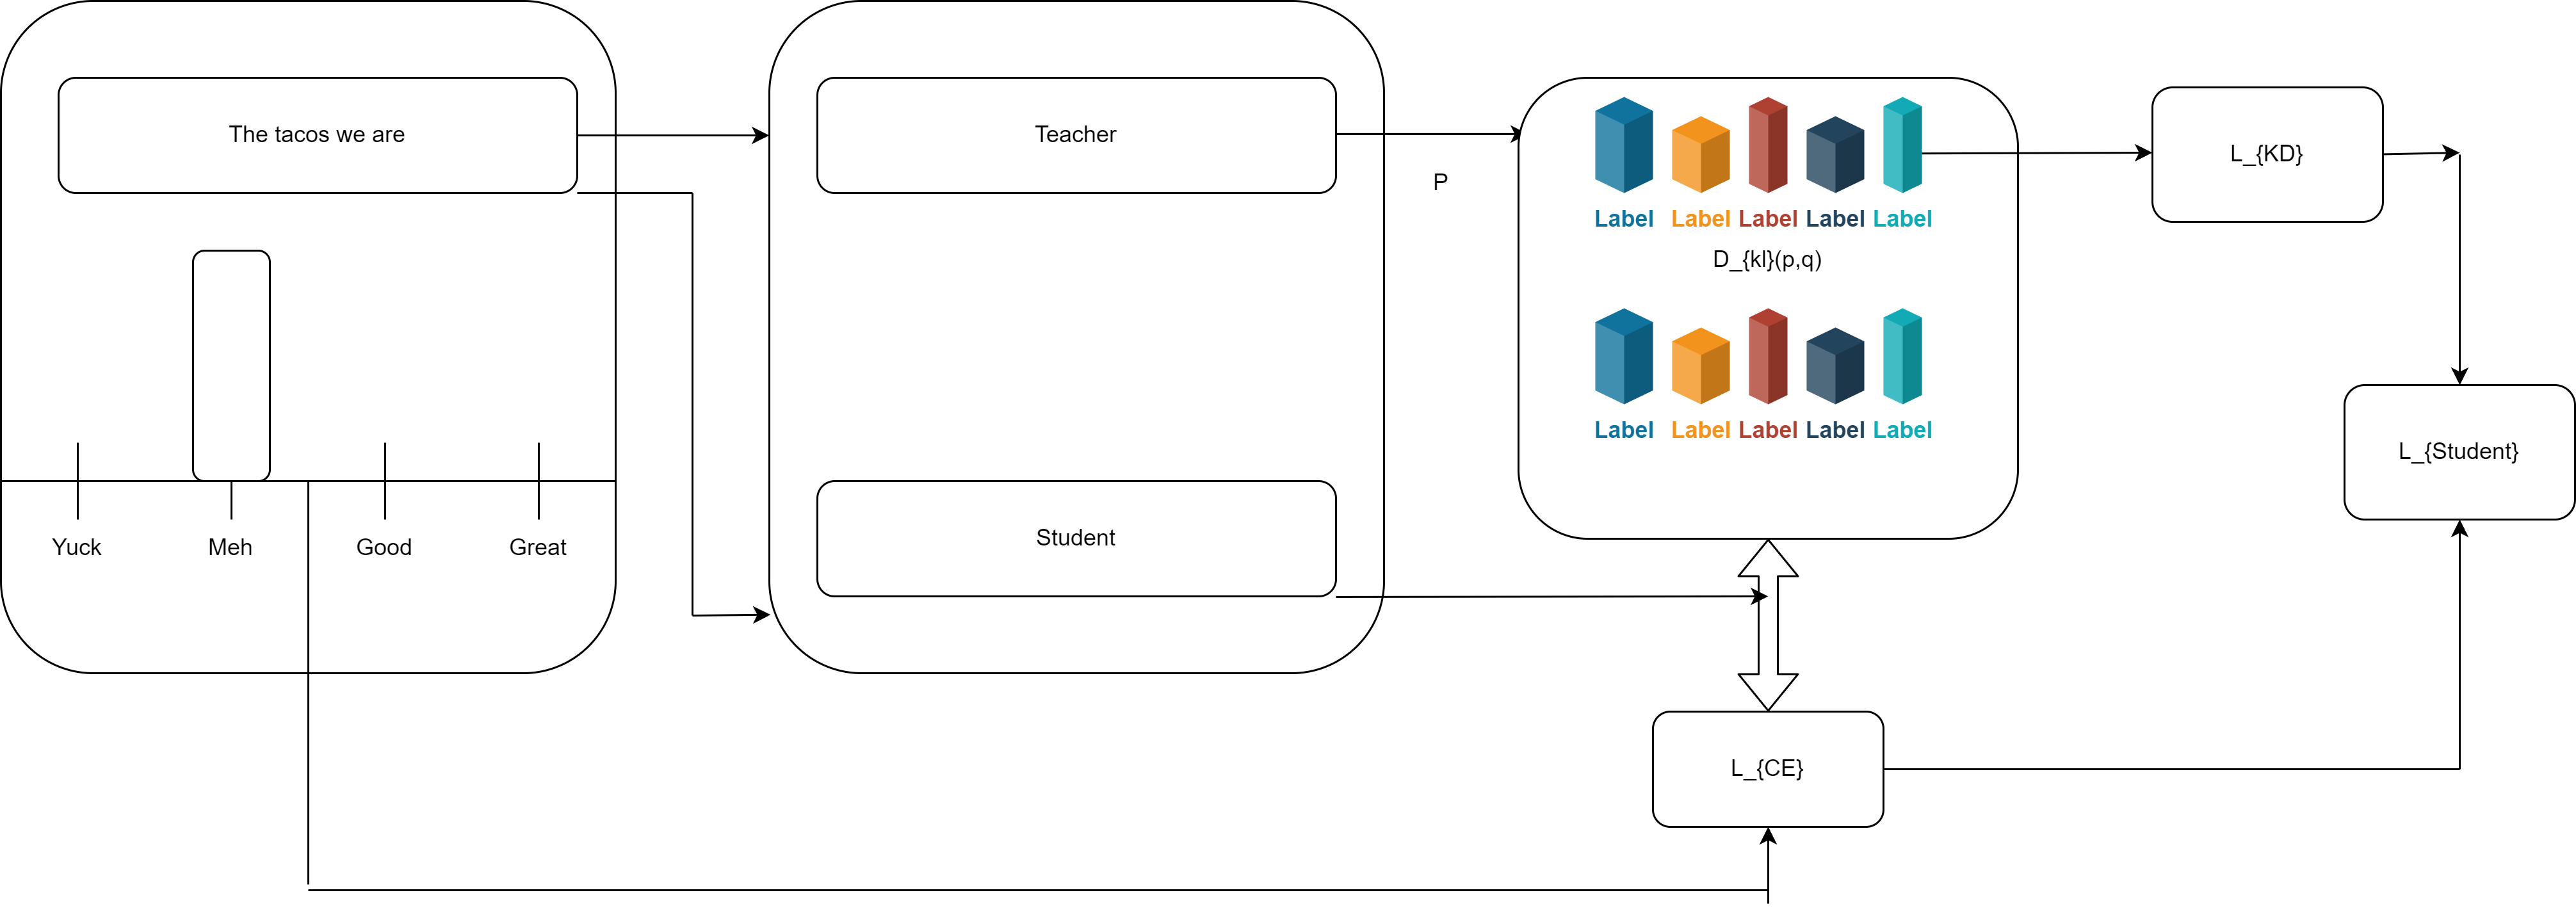 The tacos we are
Yuck
Meh
Good
Great
Teacher
Student
P
Label Label Label Label Label
D_{kl}(p,q)
Label Label Label Label Label
L_{KD}
L_{Student}
L_{CE}